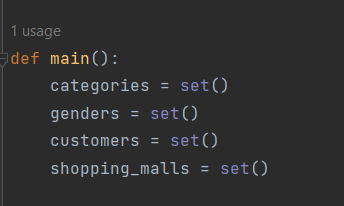 1 usage
def main():
    categories = set()
    genders = set()
    customers = set()
    shopping_malls = set()